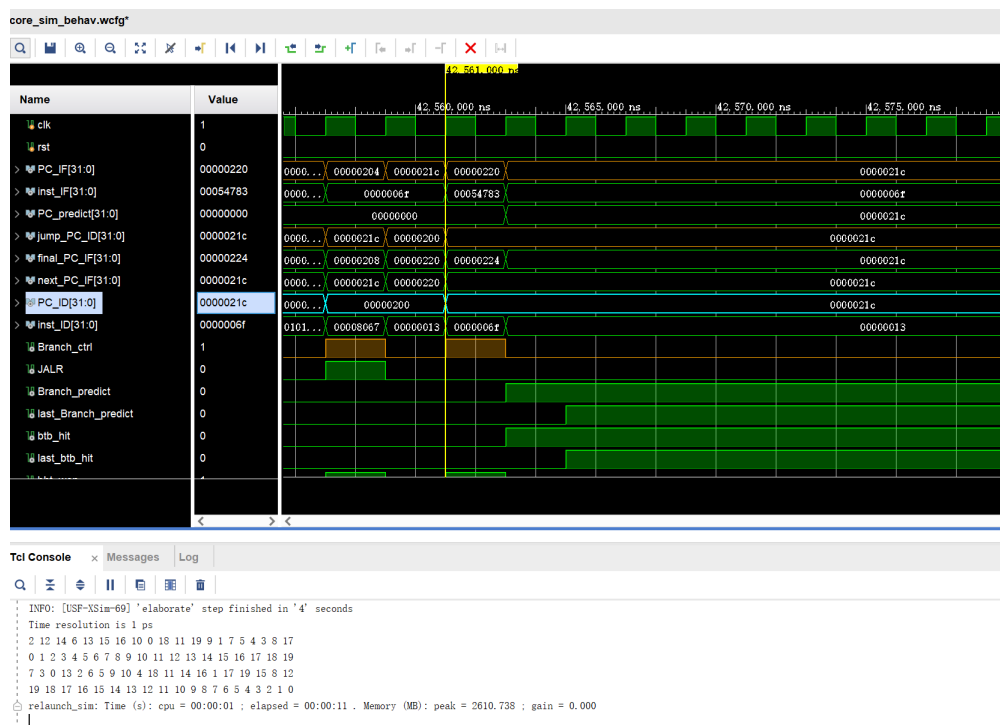 core_sim_behav.wcfg*
42,561.000 ns
Name Value
42,560.000 ns 42,565.000 ns 42,570.000 ns 42,575.000 ns
clk 1
rst 0
PC_IF[31:0] 00000220 0000... 00000204 0000021c 00000220 0000021c
inst_IF[31:0] 00054783 0000... 0000006f 00054783 0000006f
PC_predict[31:0] 00000000 00000000 0000021c
jump_PC_ID[31:0] 0000021c 0000... 0000021c 00000200 0000021c
final_PC_IF[31:0] 00000224 0000... 00000208 00000220 00000224 0000021c
next_PC_IF[31:0] 0000021c 0000... 0000021c 00000220 0000021c
PC_ID[31:0] 0000021c 0000... 00000200 0000021c
inst_ID[31:0] 0000006f 0101... 00008067 00000013 0000006f 00000013
Branch_ctrl 1
JALR 0
Branch_predict 0
last_Branch_predict 0
btb_hit 0
last_btb_hit 0
Tcl Console × Messages Log
INFO: [USF-XSim-69] 'elaborate' step finished in '4' seconds
Time resolution is 1 ps
2 12 14 6 13 15 16 10 0 18 11 19 9 1 7 5 4 3 8 17
0 1 2 3 4 5 6 7 8 9 10 11 12 13 14 15 16 17 18 19
7 3 0 13 2 6 5 9 10 4 18 11 14 16 1 17 19 15 8 12
19 18 17 16 15 14 13 12 11 10 9 8 7 6 5 4 3 2 1 0
relaunch_sim: Time (s): cpu = 00:00:01 ; elapsed = 00:00:11 . Memory (MB): peak = 2610.738 ; gain = 0.000